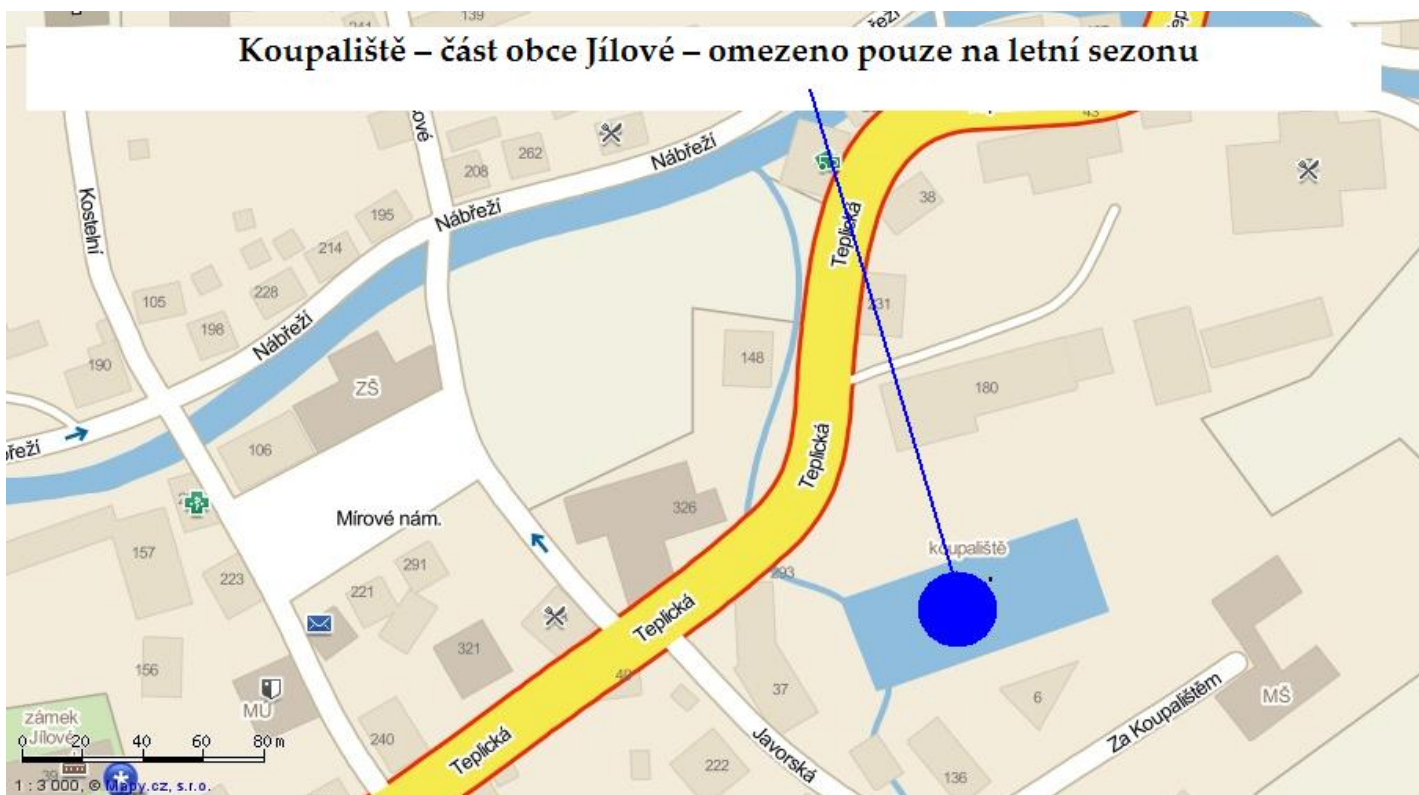 139
241
Koupaliště – část obce Jílové – omezeno pouze na letní sezonu
43
262
208
Nábřeží
Kostelní
195
38
Nábřeží
214
Teplická
105
228
231
198
Nábřeží
148
190
ZŠ
180
106
Teplická
326
Mírové nám.
157
koupaliště
291
223
293
221
Teplická
321
156
40
37
6
MŠ
MÚ
zámek
Jílové
Za Koupalištěm
240
Javorská
0 20 40 60 80 m
Teplická
222
136
39
1 : 3 000, © Mapy.cz, s.r.o.